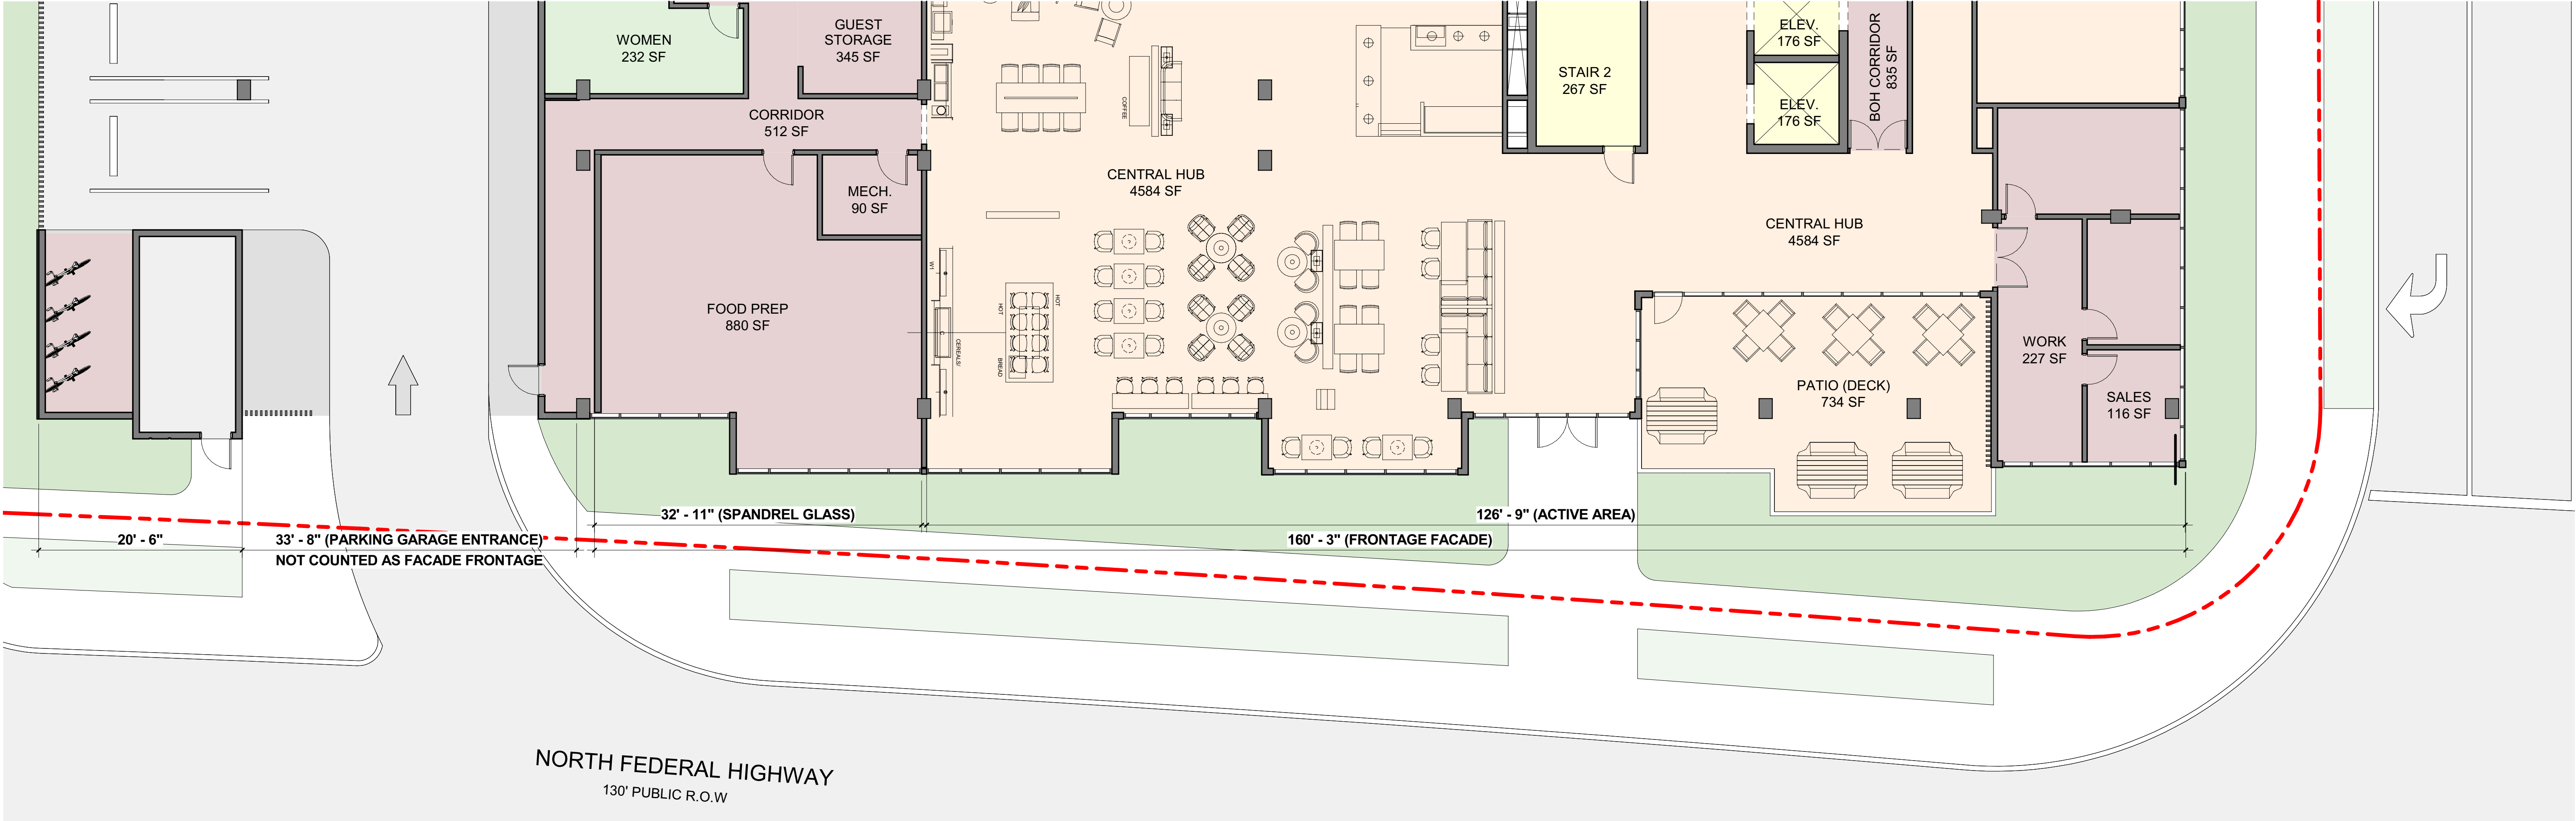 WOMEN
232 SF
GUEST
STORAGE
345 SF
CORRIDOR
512 SF
MECH.
90 SF
FOOD PREP
880 SF
COFFEE
CENTRAL HUB
4584 SF
W1
C
CEREALS/
HOT
HOT
BREAD
STAIR 2
267 SF
ELEV.
176 SF
ELEV.
176 SF
BOH CORRIDOR
835 SF
CENTRAL HUB
4584 SF
PATIO (DECK)
734 SF
WORK
227 SF
SALES
116 SF
32' - 11" (SPANDREL GLASS)
126' - 9" (ACTIVE AREA)
20' - 6"
33' - 8" (PARKING GARAGE ENTRANCE)
NOT COUNTED AS FACADE FRONTAGE
160' - 3" (FRONTAGE FACADE)
NORTH FEDERAL HIGHWAY
130' PUBLIC R.O.W